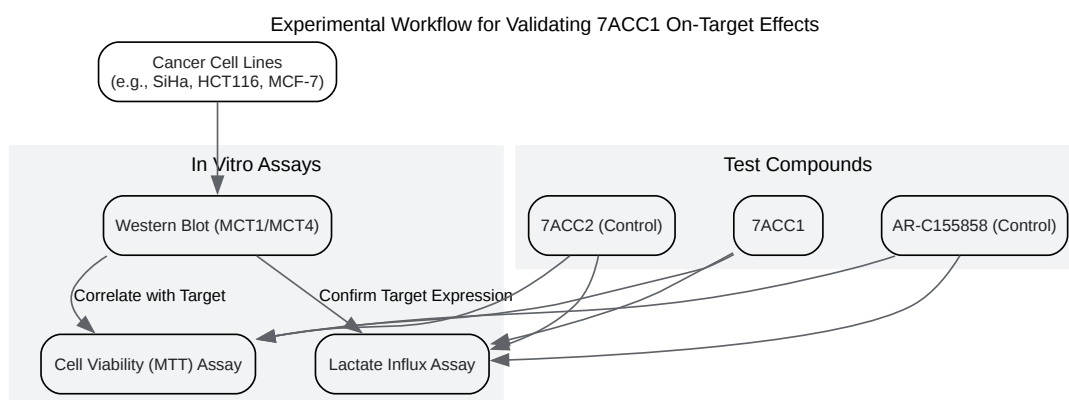 Experimental Workflow for Validating 7ACC1 On-Target Effects
Cancer Cell Lines
(e.g., SiHa, HCT116, MCF-7)
In Vitro Assays
Test Compounds
Western Blot (MCT1/MCT4)
7ACC2 (Control)
7ACC1
AR-C155858 (Control)
Correlate with Target
Confirm Target Expression
Cell Viability (MTT) Assay
Lactate Influx Assay